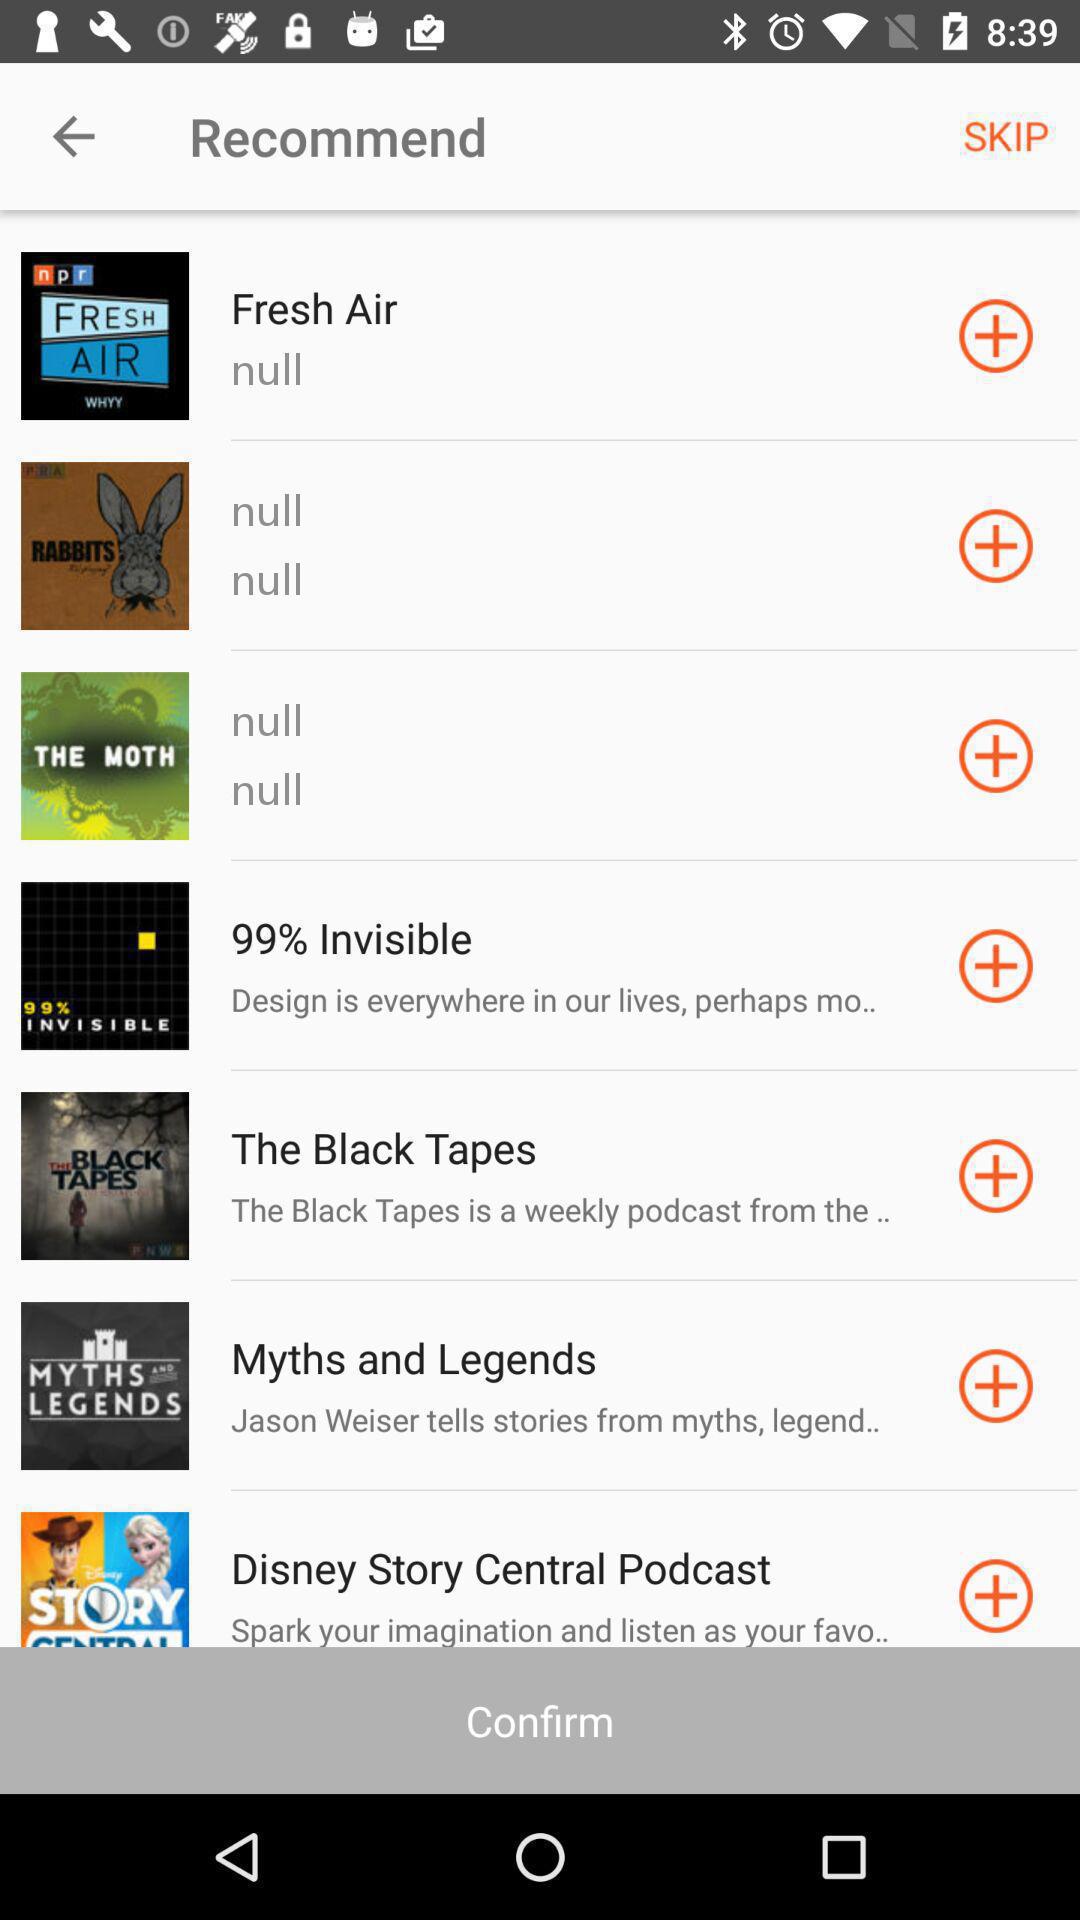 FAKE
8:39
Recommend
SKIP
npr
FRESH
AIR
WHYY
Fresh Air
null
PRA
RABBITS
null
null
THE MOTH
null
null
99%
INVISIBLE
99% Invisible
Design is everywhere in our lives, perhaps mo..
THE BLACK
TAPES
PNWS
The Black Tapes
The Black Tapes is a weekly podcast from the ..
MYTHS AND
LEGENDS
Myths and Legends
Jason Weiser tells stories from myths, legend..
Disney
STORY
CENTRAL
Disney Story Central Podcast
Spark your imagination and listen as your favo..
Confirm